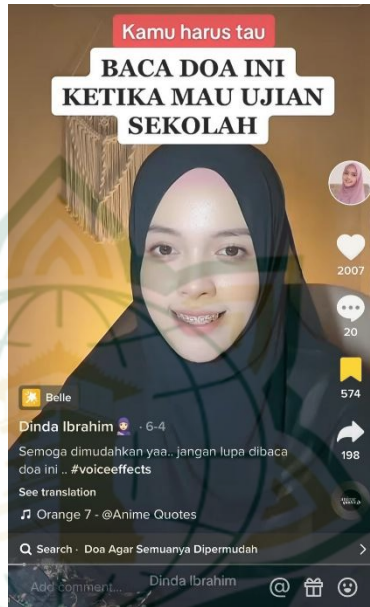 Kamu harus tau
BACA DOA INI
KETIKA MAU UJIAN
SEKOLAH
2007
20
574
198
Belle
Dinda Ibrahim 🧕🏻 · 6-4
Semoga dimudahkan yaa.. jangan lupa dibaca
doa ini .. #voiceeffects
See translation
Orange 7 - @Anime Quotes
Search · Doa Agar Semuanya Dipermudah
Add comment...
Dinda Ibrahim
@